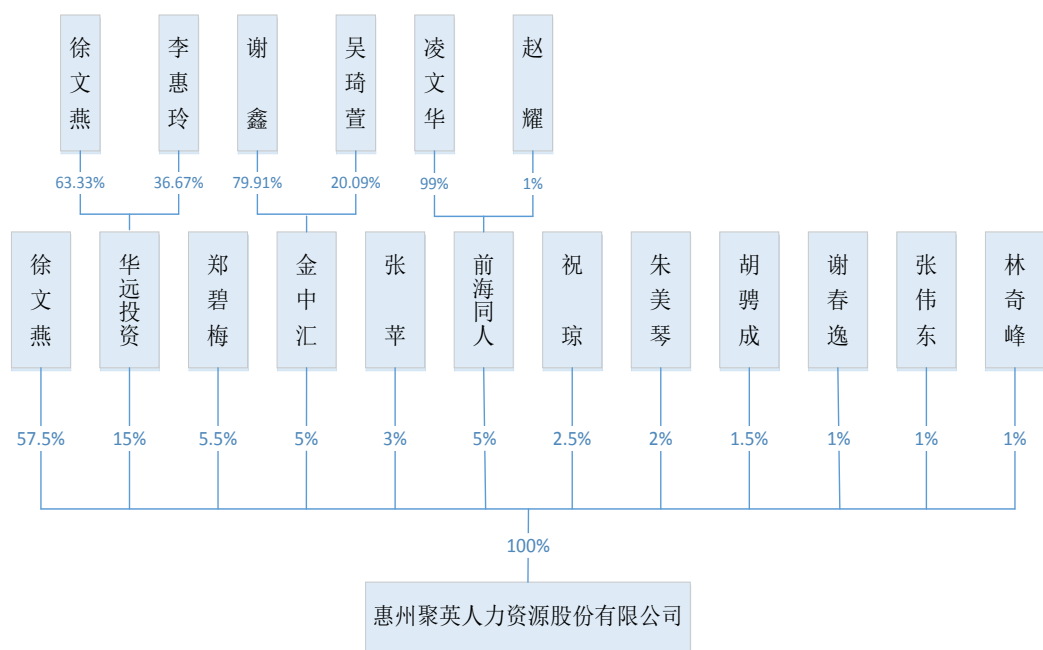 徐文燕
李惠玲
谢鑫
吴琦萱
凌文华
赵耀
63.33%
36.67%
79.91%
20.09%
99%
1%
徐文燕
华远投资
郑碧梅
金中汇
张苹
前海同人
祝琼
朱美琴
胡骋成
谢春逸
张伟东
林奇峰
57.5%
15%
5.5%
5%
3%
5%
2.5%
2%
1.5%
1%
1%
1%
100%
惠州聚英人力资源股份有限公司